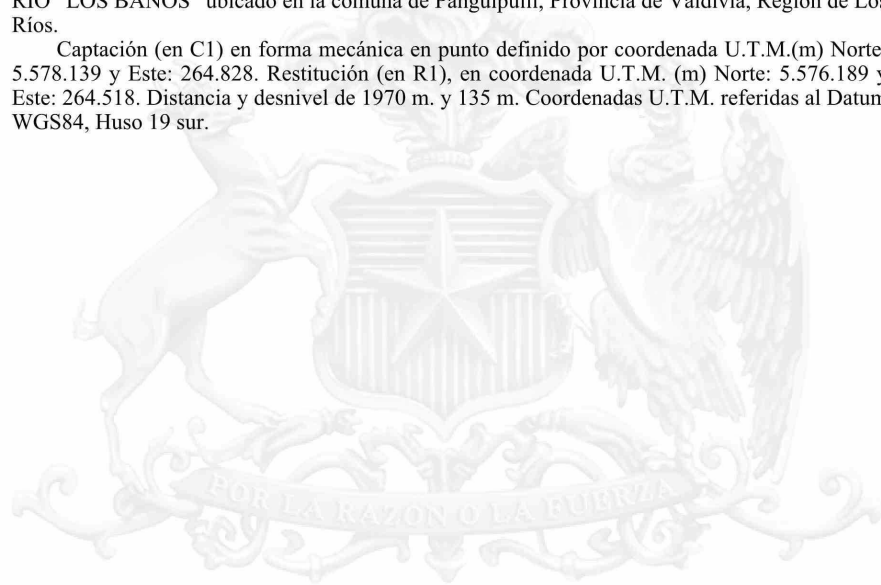 RÍO "LOS BAÑOS" ubicado en la comuna de Panguipulli, Provincia de Valdivia, Región de Los
Ríos.
Captación (en C1) en forma mecánica en punto definido por coordenada U.T.M.(m) Norte:
5.578.139 y Este: 264.828. Restitución (en R1), en coordenada U.T.M. (m) Norte: 5.576.189 y
Este: 264.518. Distancia y desnivel de 1970 m. y 135 m. Coordenadas U.T.M. referidas al Datum
WGS84, Huso 19 sur.
POR LA RAZÓN O LA FUERZA